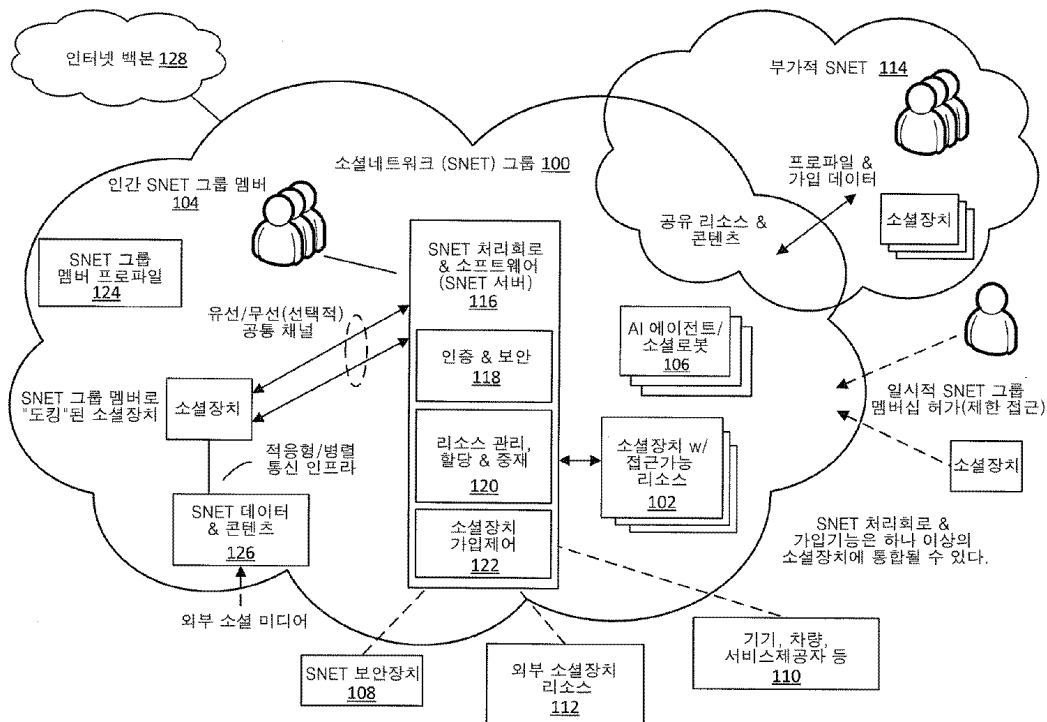 인터넷 백본 128
부가적 SNET 114
소셜네트워크 (SNET) 그룹 100
프로파일 &
가입 데이터
인간 SNET 그룹 멤버
104
공유 리소스 &
콘텐츠
소셜장치
SNET 그룹
멤버 프로파일
124
SNET 처리회로
& 소프트웨어
(SNET 서버)
116
유선/무선(선택적)
공통 채널
인증 & 보안
118
AI 에이전트/
소셜로봇
106
일시적 SNET 그룹
멤버십 허가(제한 접근)
SNET 그룹 멤버로
"도킹"된 소셜장치
소셜장치
적응형/병렬
통신 인프라
리소스 관리,
할당 & 중재
120
소셜장치 w/
접근가능
리소스
102
소셜장치
SNET 데이터
& 콘텐츠
126
소셜장치
가입제어
122
SNET 처리회로 &
가입기능은 하나 이상의
소셜장치에 통합될 수 있다.
외부 소셜 미디어
SNET 보안장치
108
외부 소셜장치
리소스
112
기기, 차량,
서비스제공자 등
110